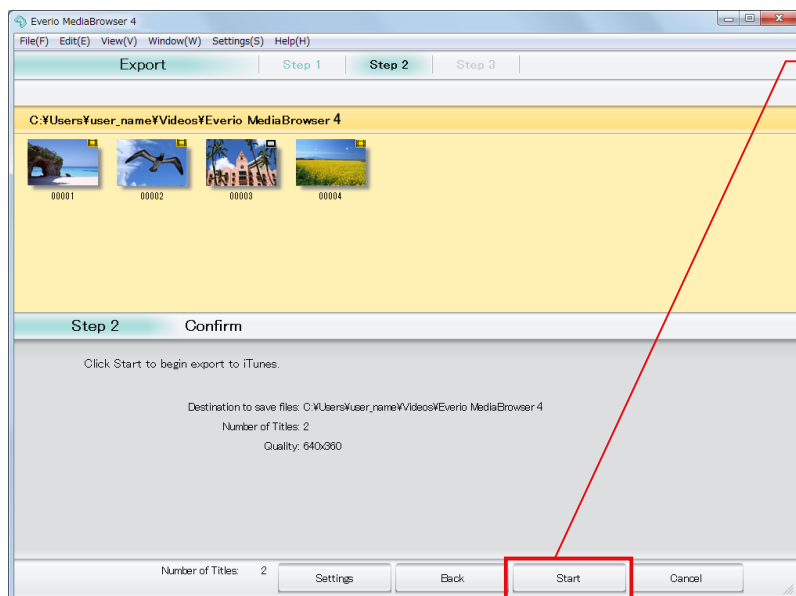 Everio MediaBrowser 4
File(F) Edit(E) View(V) Window(W) Settings(S) Help(H)
Export Step 1 Step 2 Step 3
C:¥Users¥user_name¥Videos¥Everio MediaBrowser 4
00001 00002 00003 00004
Step 2 Confirm
Click Start to begin export to iTunes.
Destination to save files: C:¥Users¥user_name¥Videos¥Everio MediaBrowser 4
Number of Titles: 2
Quality: 640x360
Number of Titles: 2 Settings Back Start Cancel